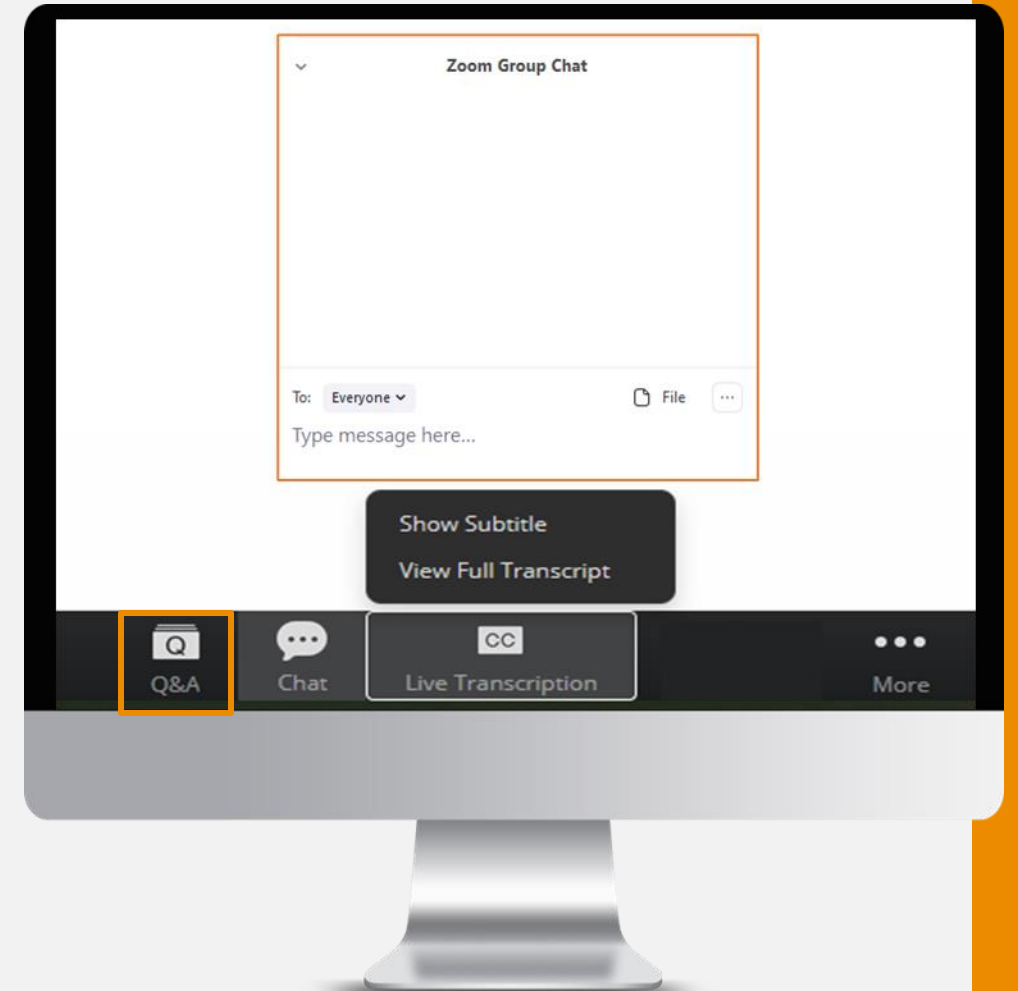 Zoom Group Chat
To: Everyone File
Type message here...
Show Subtitle
View Full Transcript
Q
CC
Q&A Chat Live Transcription More